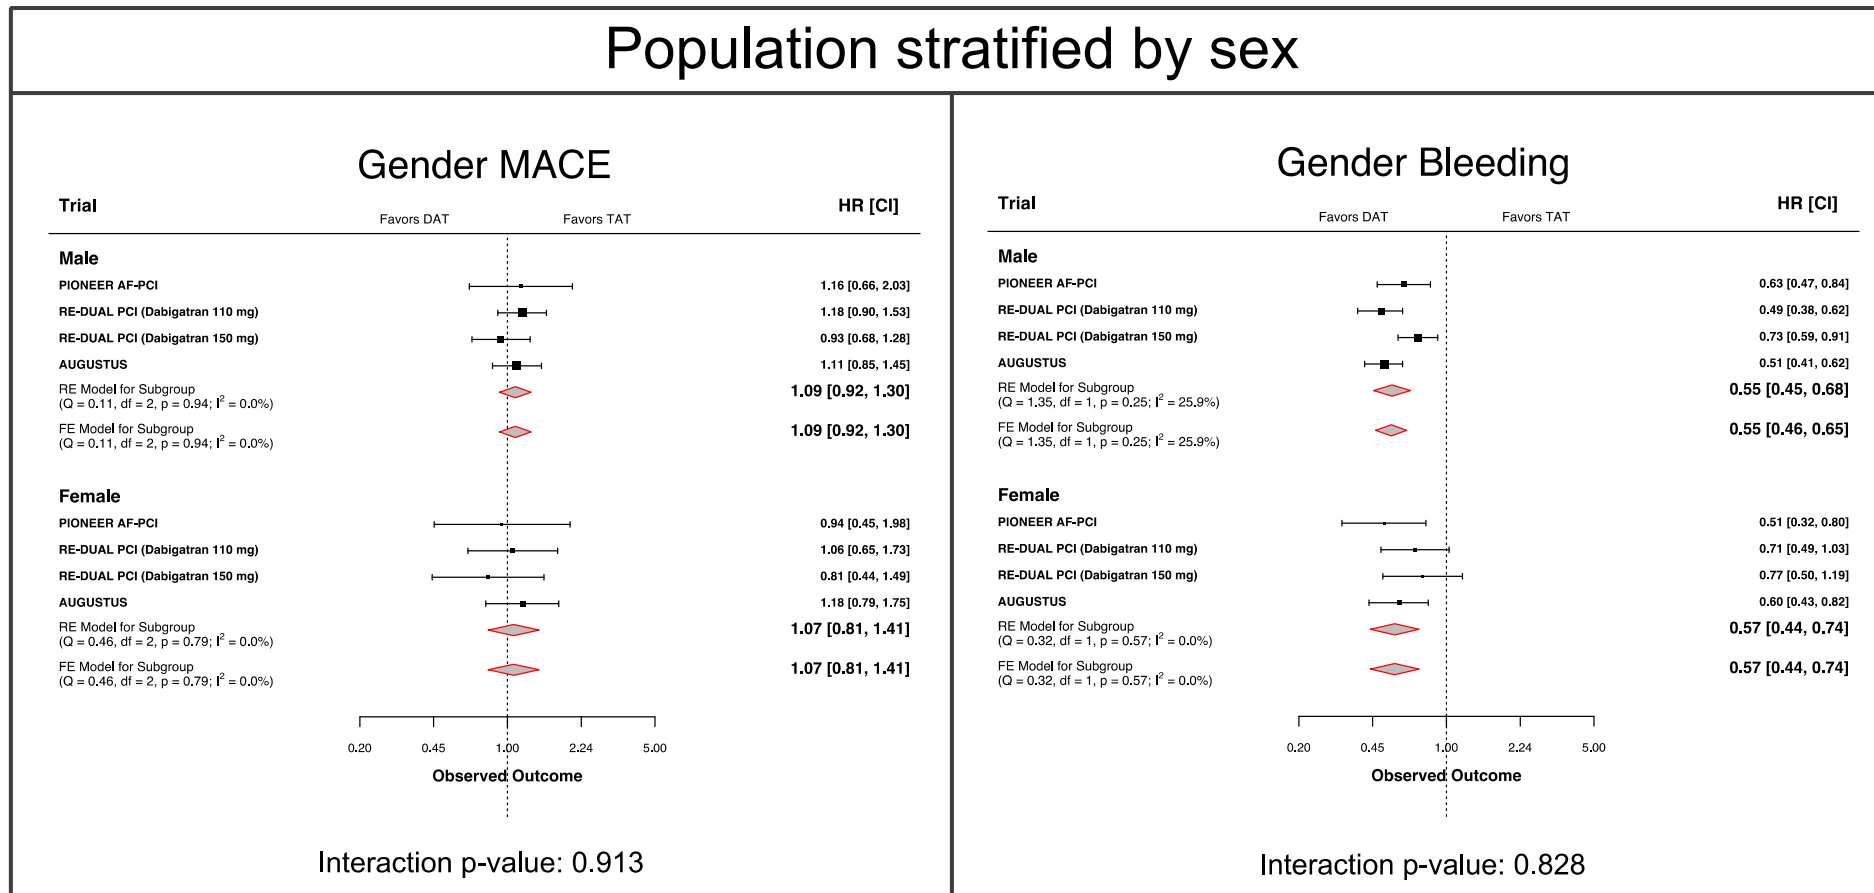 Population stratified by sex
Gender MACE
Trial
Favors DAT
Favors TAT
HR [CI]
Male
PIONEER AF-PCI 1.16 [0.66, 2.03]
RE-DUAL PCI (Dabigatran 110 mg) 1.18 [0.90, 1.53]
RE-DUAL PCI (Dabigatran 150 mg) 0.93 [0.68, 1.28]
AUGUSTUS 1.11 [0.85, 1.45]
RE Model for Subgroup 1.09 [0.92, 1.30]
(Q = 0.11, df = 2, p = 0.94; I² = 0.0%)
FE Model for Subgroup 1.09 [0.92, 1.30]
(Q = 0.11, df = 2, p = 0.94; I² = 0.0%)
Female
PIONEER AF-PCI 0.94 [0.45, 1.98]
RE-DUAL PCI (Dabigatran 110 mg) 1.06 [0.65, 1.73]
RE-DUAL PCI (Dabigatran 150 mg) 0.81 [0.44, 1.49]
AUGUSTUS 1.18 [0.79, 1.75]
RE Model for Subgroup 1.07 [0.81, 1.41]
(Q = 0.46, df = 2, p = 0.79; I² = 0.0%)
FE Model for Subgroup 1.07 [0.81, 1.41]
(Q = 0.46, df = 2, p = 0.79; I² = 0.0%)
0.20 0.45 1.00 2.24 5.00
Observed Outcome
Interaction p-value: 0.913
Gender Bleeding
Trial
Favors DAT
Favors TAT
HR [CI]
Male
PIONEER AF-PCI 0.63 [0.47, 0.84]
RE-DUAL PCI (Dabigatran 110 mg) 0.49 [0.38, 0.62]
RE-DUAL PCI (Dabigatran 150 mg) 0.73 [0.59, 0.91]
AUGUSTUS 0.51 [0.41, 0.62]
RE Model for Subgroup 0.55 [0.45, 0.68]
(Q = 1.35, df = 1, p = 0.25; I² = 25.9%)
FE Model for Subgroup 0.55 [0.46, 0.65]
(Q = 1.35, df = 1, p = 0.25; I² = 25.9%)
Female
PIONEER AF-PCI 0.51 [0.32, 0.80]
RE-DUAL PCI (Dabigatran 110 mg) 0.71 [0.49, 1.03]
RE-DUAL PCI (Dabigatran 150 mg) 0.77 [0.50, 1.19]
AUGUSTUS 0.60 [0.43, 0.82]
RE Model for Subgroup 0.57 [0.44, 0.74]
(Q = 0.32, df = 1, p = 0.57; I² = 0.0%)
FE Model for Subgroup 0.57 [0.44, 0.74]
(Q = 0.32, df = 1, p = 0.57; I² = 0.0%)
0.20 0.45 1.00 2.24 5.00
Observed Outcome
Interaction p-value: 0.828